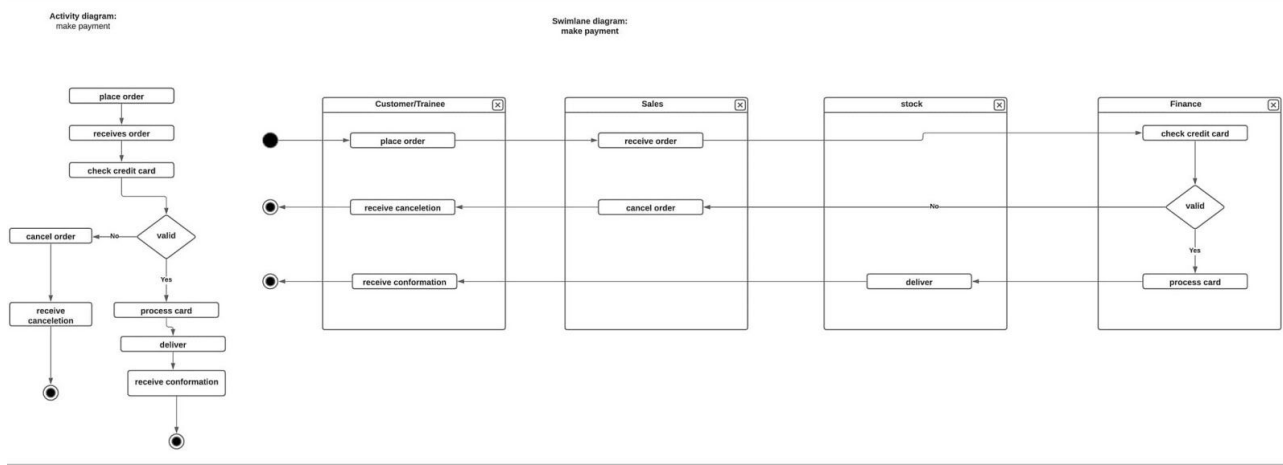 Activity diagram:
make payment
place order
receives order
check credit card
valid
No
cancel order
Yes
receive
canceletion
process card
deliver
receive conformation
Swimlane diagram:
make payment
Customer/Trainee
Sales
stock
Finance
place order
receive order
check credit card
receive canceletion
cancel order
No
valid
Yes
receive conformation
deliver
process card